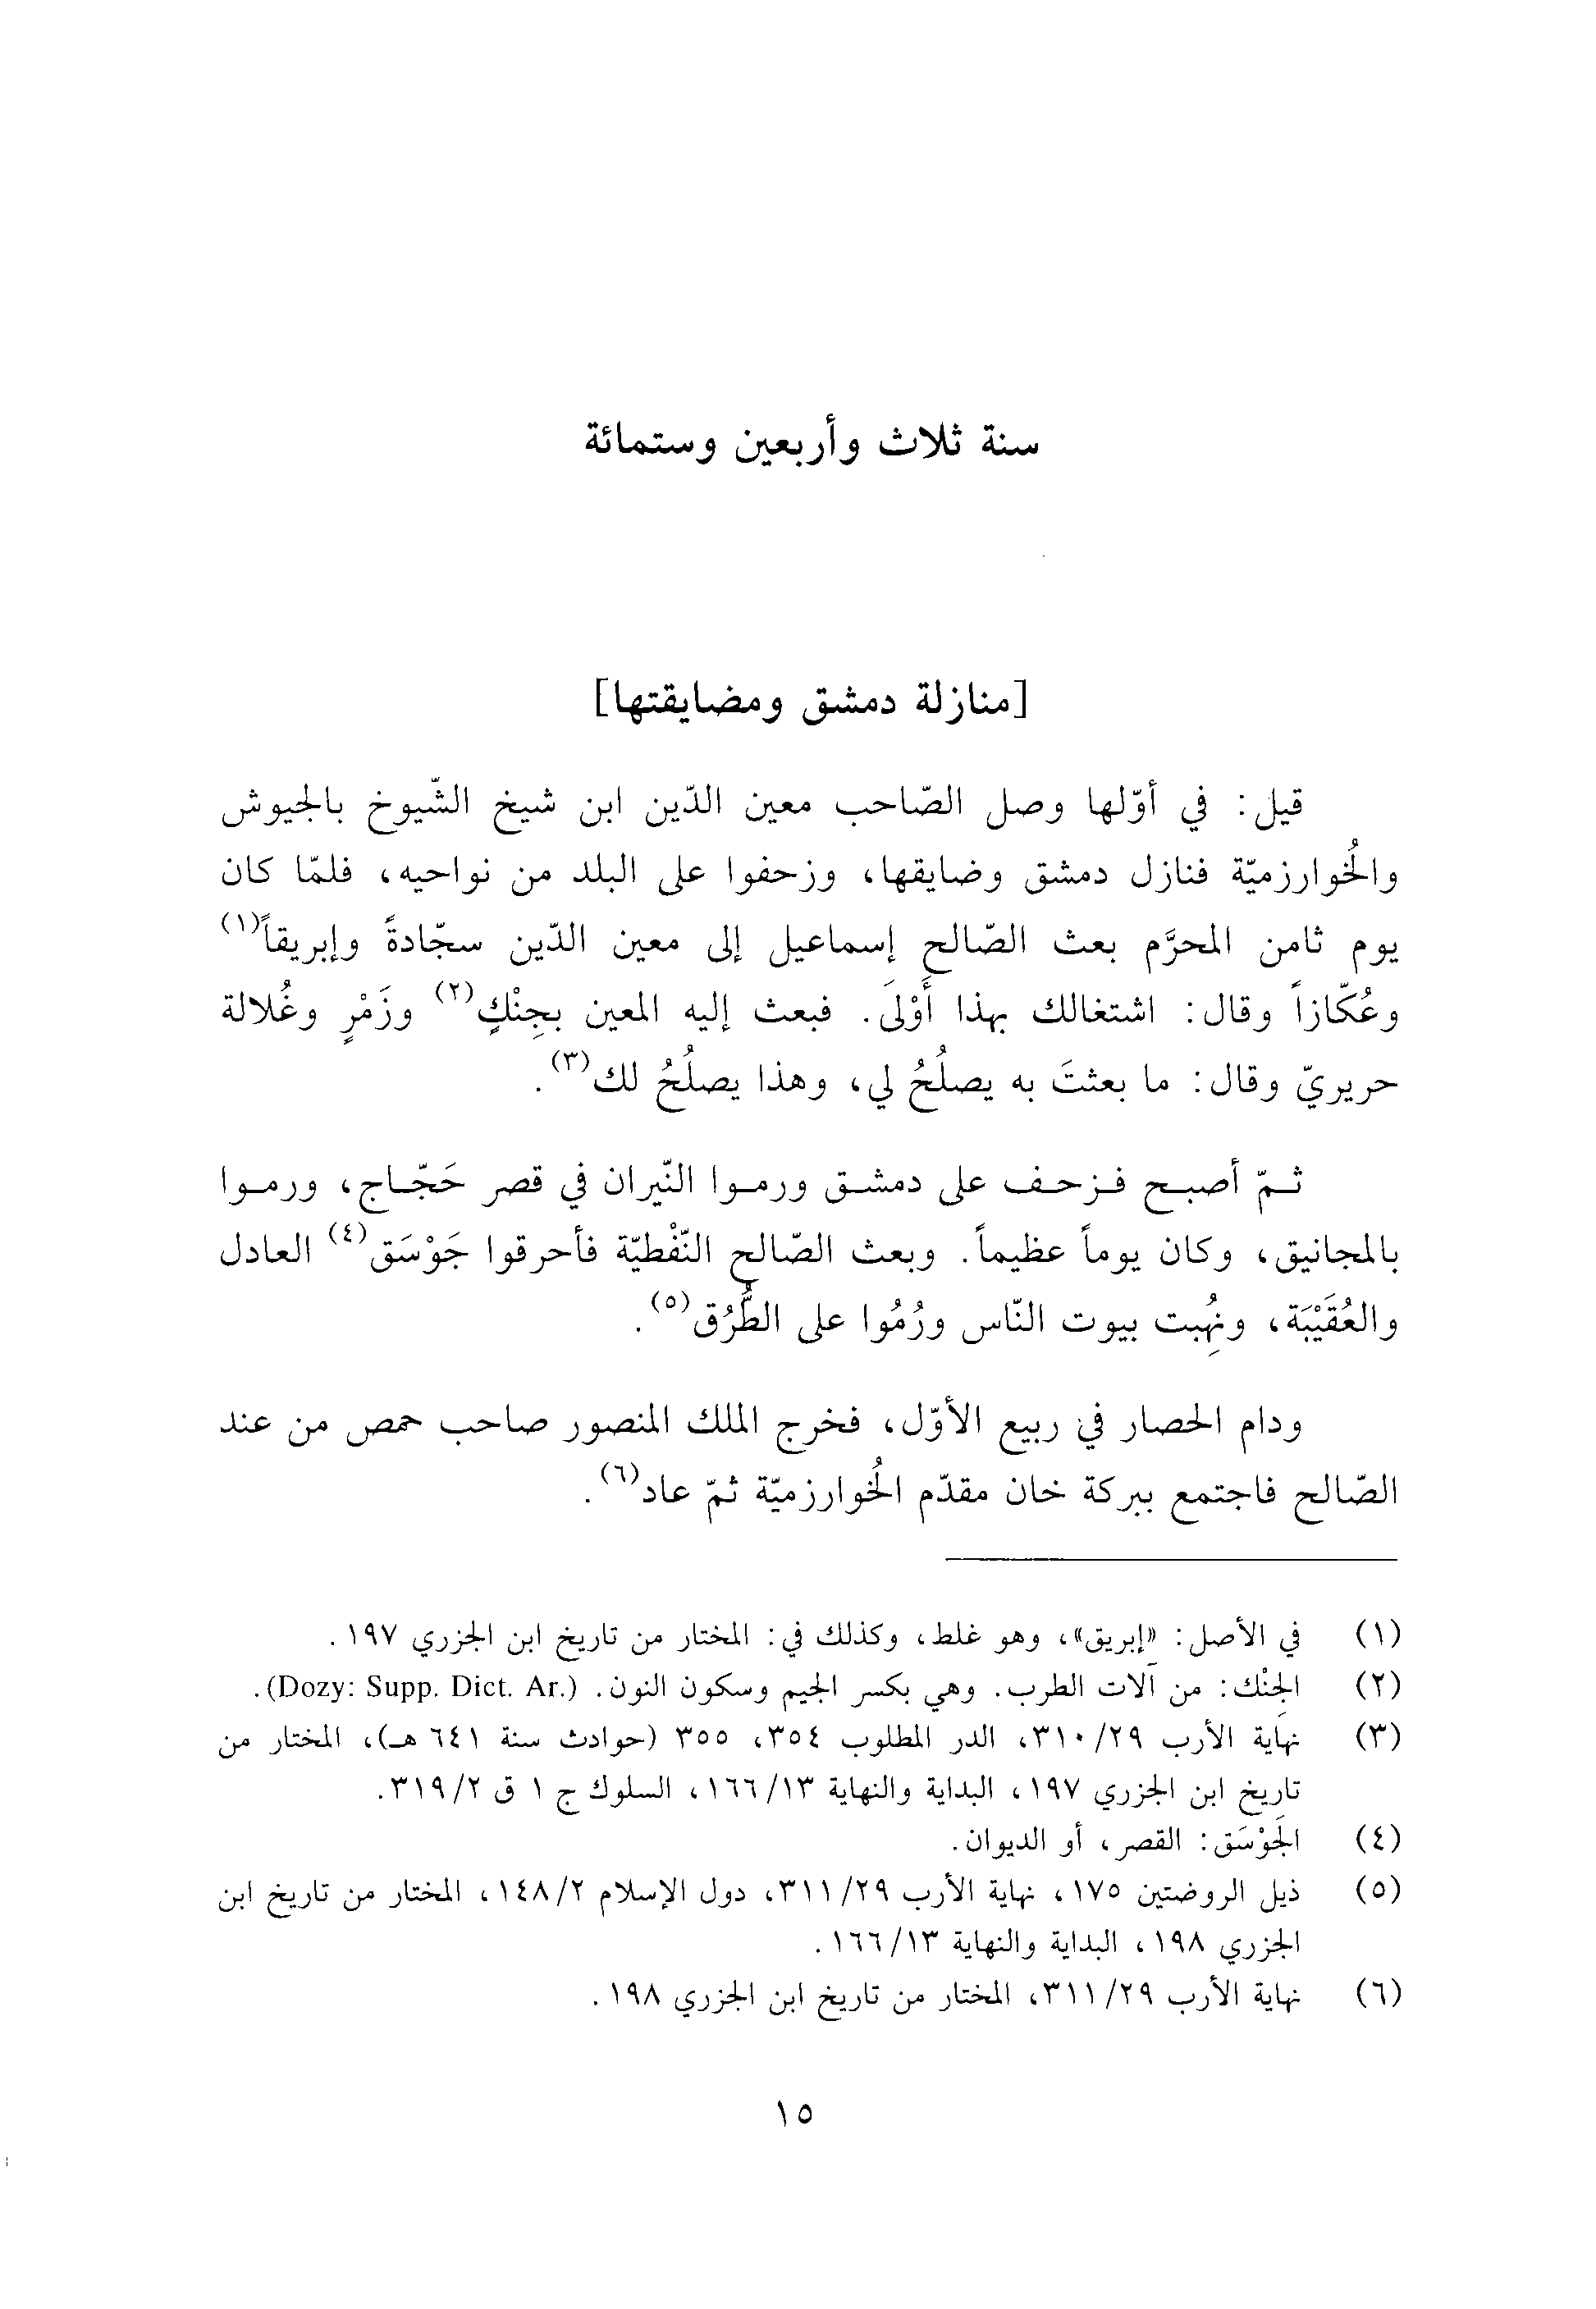 سنة ثلاث وأربعين وستمائة
[منازلة دمشق ومضايقتها]
قيل: في أوّلها وصل الصّاحب معين الدّين ابن شيخ الشّيوخ بالجيوش
والخُوارزميّة فنازل دمشق وضايقها، وزحفوا على البلد من نواحيه، فلمّا كان
يوم ثامن المحرَّم بعث الصّالح إسماعيل إلى معين الدّين سجّادةً وإبريقاً(١)
وعُكّازاً وقال: اشتغالك بهذا أَوْلَى. فبعث إليه المعين بجِنْكٍ(٢) وزَمْرٍ وغُلالة
حريريّ وقال: ما بعثتَ به يصلُحُ لي، وهذا يصلُحُ لك(٣).
ثـمّ أصبـح فـزحـف على دمشـق ورمـوا النّيران في قصر حَجّـاج، ورمـوا
بالمجانيق، وكان يوماً عظيماً. وبعث الصّالح النّفْطيّة فأحرقوا جَوْسَق(٤) العادل
والعُقَيْبَة، ونُهِبت بيوت النّاس ورُمُوا على الطُّرُق(٥).
ودام الحصار في ربيع الأوّل، فخرج الملك المنصور صاحب حمص من عند
الصّالح فاجتمع ببركة خان مقدّم الخُوارزميّة ثمّ عاد(٦).
(١) في الأصل: «إبريق»، وهو غلط، وكذلك في: المختار من تاريخ ابن الجزري ١٩٧.
(٢) الجِنْك: من آلات الطرب. وهي بكسر الجيم وسكون النون. (Dozy: Supp. Dict. Ar.).
(٣) نهاية الأرب ٢٩/ ٣١٠، الدر المطلوب ٣٥٤، ٣٥٥ (حوادث سنة ٦٤١ هـ)، المختار من
تاريخ ابن الجزري ١٩٧، البداية والنهاية ١٣/ ١٦٦، السلوك ج ١ ق ٢/ ٣١٩.
(٤) الجَوْسَق: القصر، أو الديوان.
(٥) ذيل الروضتين ١٧٥، نهاية الأرب ٢٩/ ٣١١، دول الإسلام ٢/ ١٤٨، المختار من تاريخ ابن
الجزري ١٩٨، البداية والنهاية ١٣/ ١٦٦.
(٦) نهاية الأرب ٢٩/ ٣١١، المختار من تاريخ ابن الجزري ١٩٨.
١٥